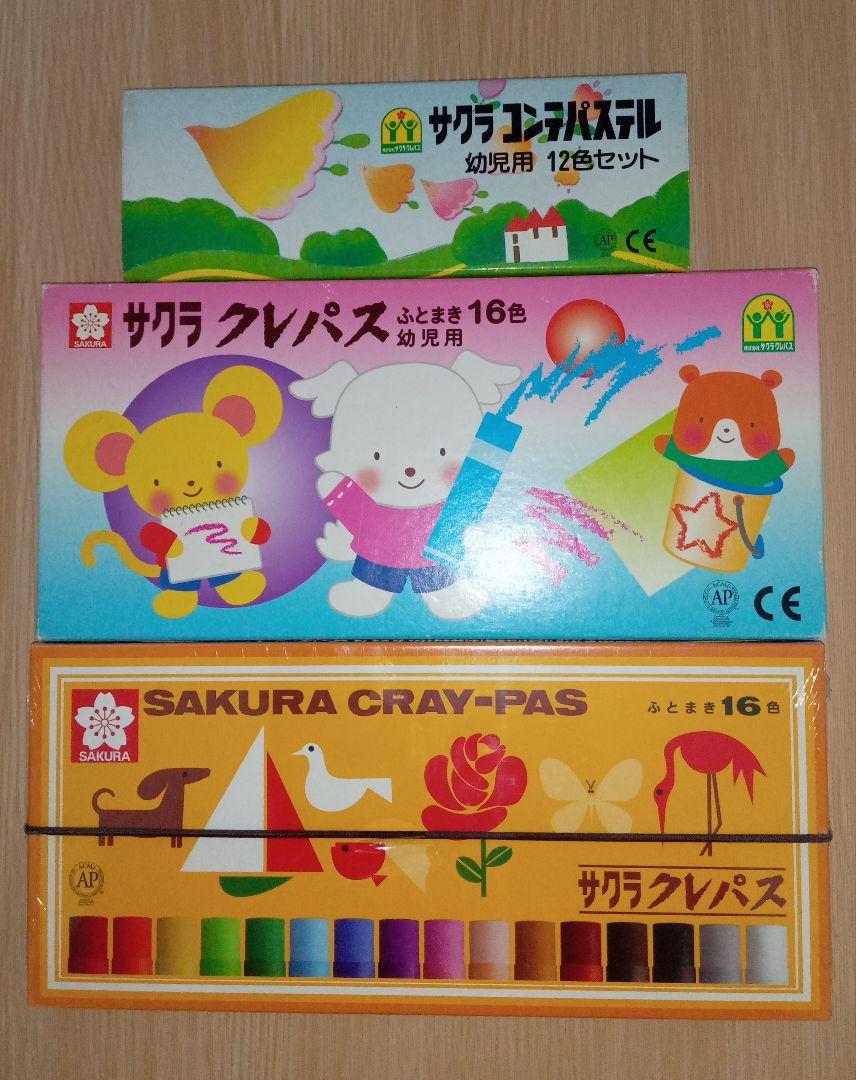 サクラ コンテパステル
株式会社サクラクレパス
幼児用 12色セット
AP
CE
SAKURA
サクラ クレパス
ふとまき16色
幼児用
株式会社サクラクレパス
ACMI
AP
CE
SAKURA
SAKURA CRAY-PAS
ふとまき16色
ACMI
AP
サクラ クレパス